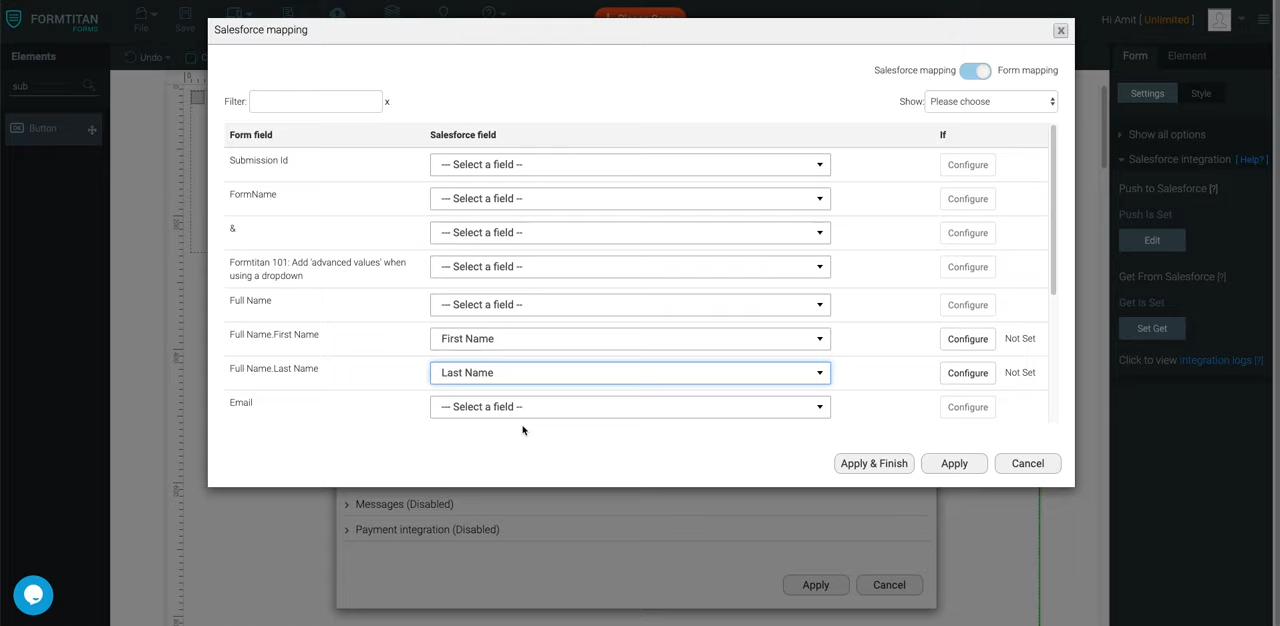 FORMTITAN
FORMS
File
Save
Hi Amit [ Unlimited ]
Salesforce mapping
X
Elements
Undo
Form
Element
Salesforce mapping
Form mapping
sub
Settings
Style
Filter:
x
Show:
Please choose
Button
Form field
Salesforce field
If
Show all options
Submission Id
--- Select a field --
Configure
Salesforce integration [Help? ]
Push to Salesforce [?]
FormName
--- Select a field --
Configure
Push Is Set
&
--- Select a field --
Configure
Edit
Formtitan 101: Add 'advanced values' when
using a dropdown
--- Select a field --
Configure
Get From Salesforce [?]
Full Name
--- Select a field --
Configure
Get Is Set
Set Get
Full Name.First Name
First Name
Configure
Not Set
Click to view integration logs [?]
Full Name.Last Name
Last Name
Configure
Not Set
Email
--- Select a field --
Configure
Apply & Finish
Apply
Cancel
Messages (Disabled)
Payment integration (Disabled)
Apply
Cancel